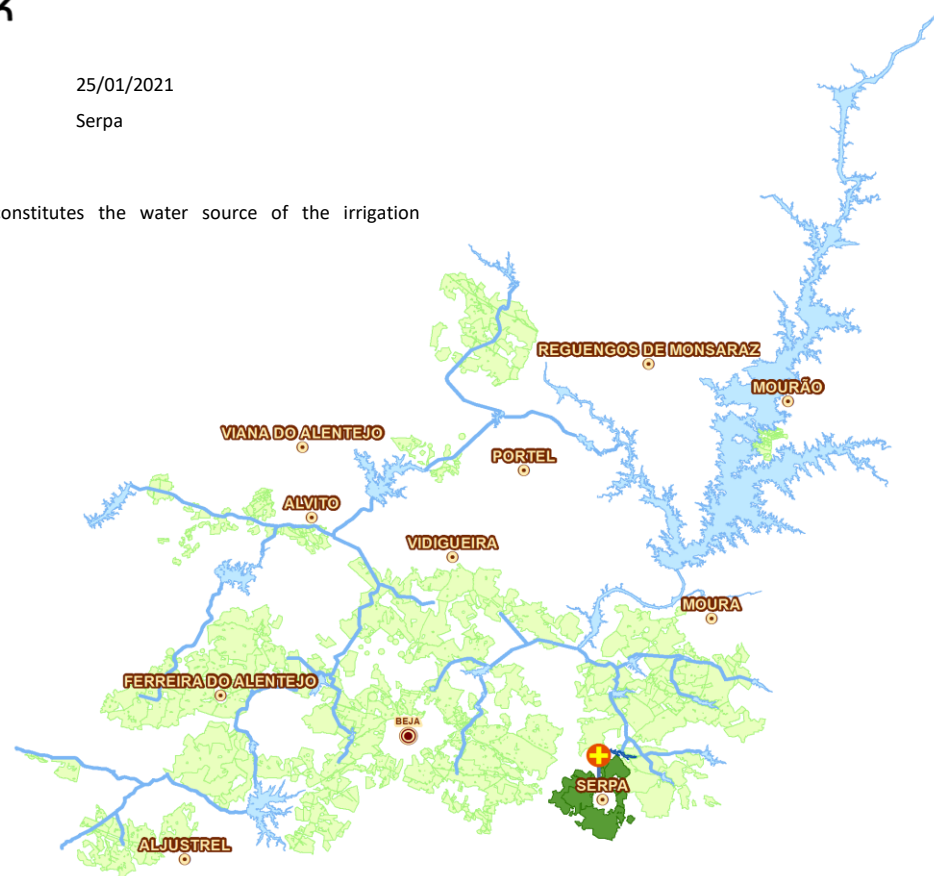 25/01/2021
Serpa
constitutes the water source of the irrigation
REGUENGOS DE MONSARAZ
MOURÃO
VIANA DO ALENTEJO
PORTEL
ALVITO
VIDIGUEIRA
MOURA
FERREIRA DO ALENTEJO
BEJA
SERPA
ALJUSTREL